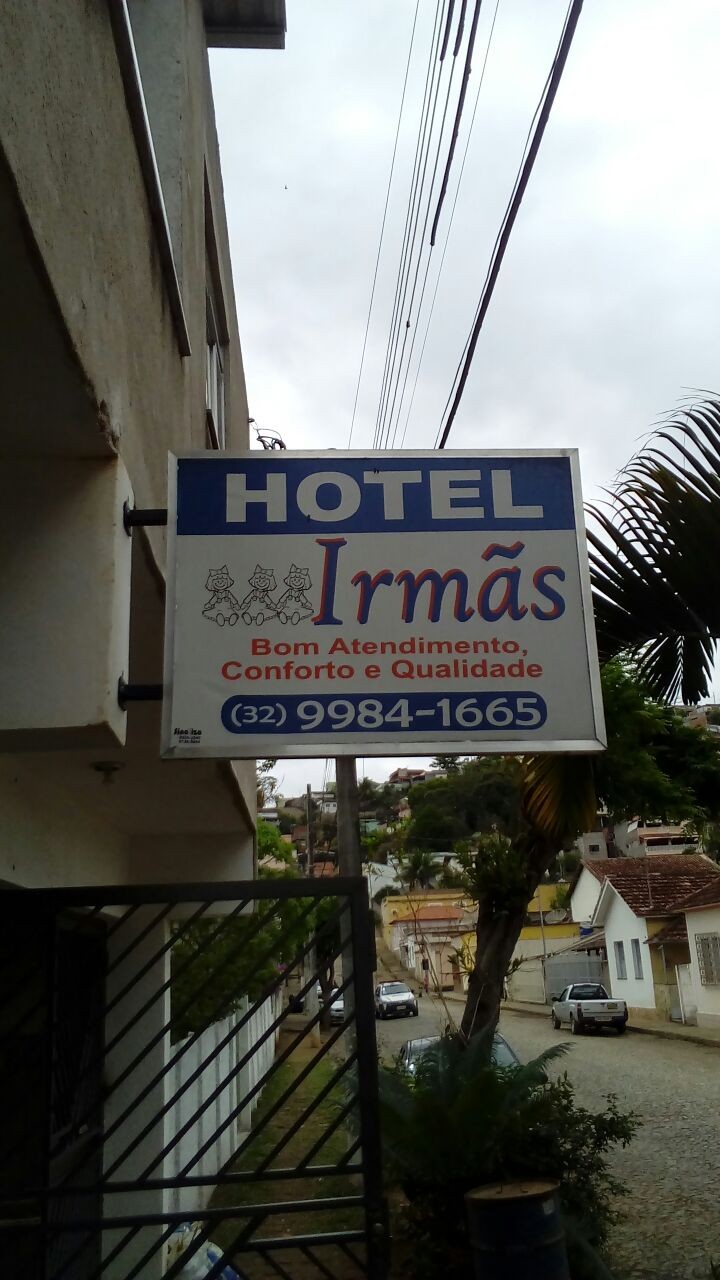 HOTEL
Irmãs
Bom Atendimento,
Conforto e Qualidade
(32) 9984-1665